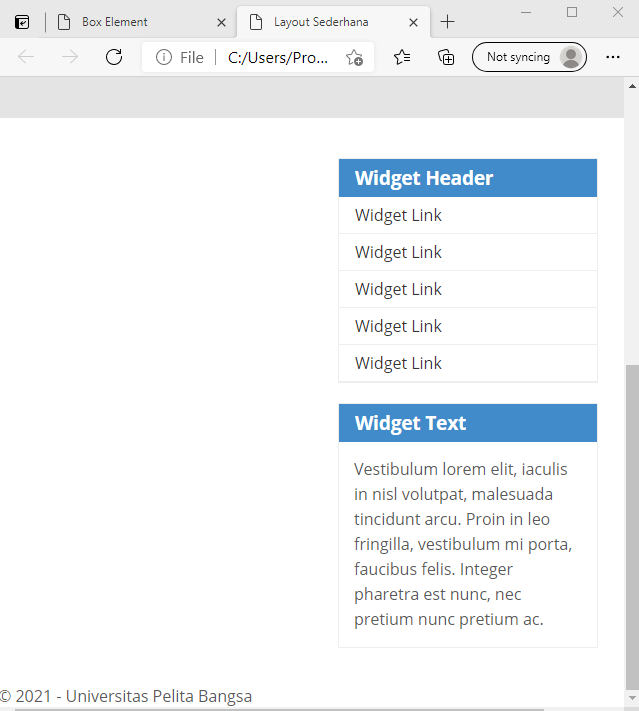 Box Element
Layout Sederhana
File
C:/Users/Pro...
Not syncing
Widget Header
Widget Link
Widget Link
Widget Link
Widget Link
Widget Link
Widget Text
Vestibulum lorem elit, iaculis
in nisl volutpat, malesuada
tincidunt arcu. Proin in leo
fringilla, vestibulum mi porta,
faucibus felis. Integer
pharetra est nunc, nec
pretium nunc pretium ac.
© 2021 - Universitas Pelita Bangsa